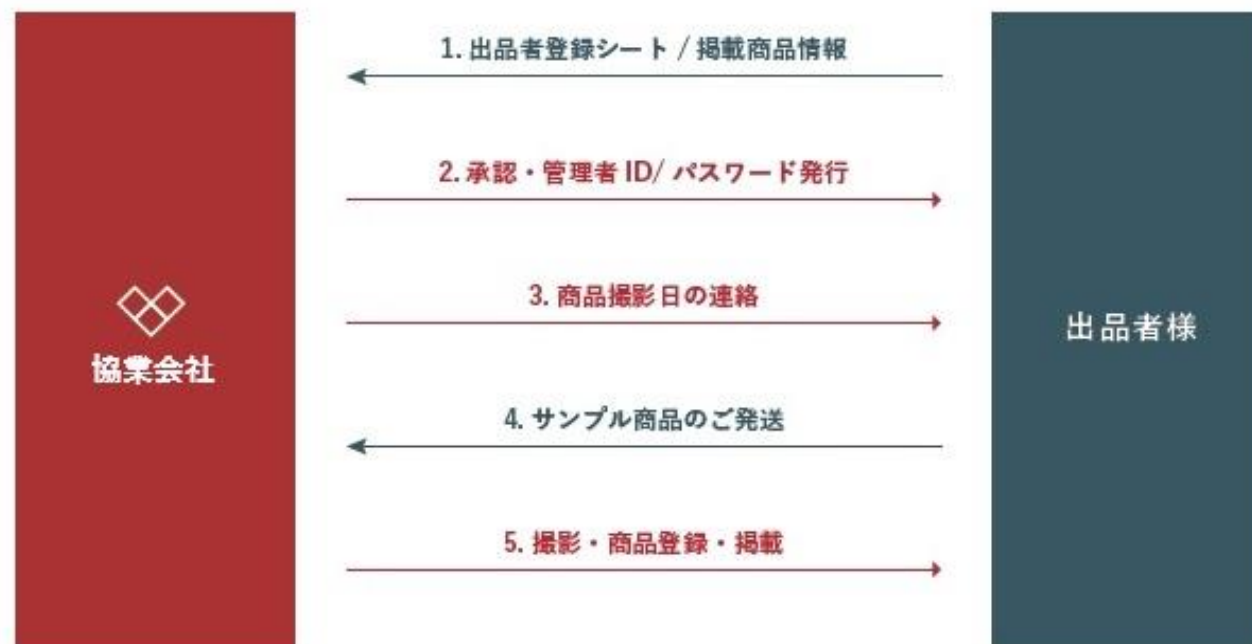 1. 出品者登録シート / 掲載商品情報
2. 承認・管理者 ID/ パスワード発行
3. 商品撮影日の連絡
協業会社
出品者様
4. サンプル商品のご発送
5. 撮影・商品登録・掲載